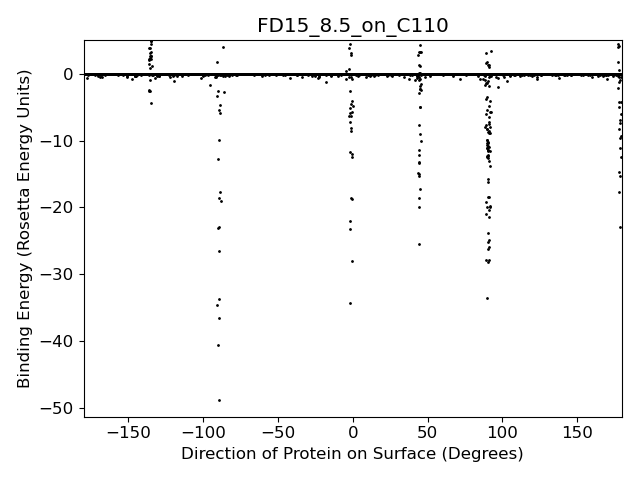 FD15_8.5_on_C110
Binding Energy (Rosetta Energy Units)
0
−10
−20
−30
−40
−50
−150 −100 −50 0 50 100 150
Direction of Protein on Surface (Degrees)